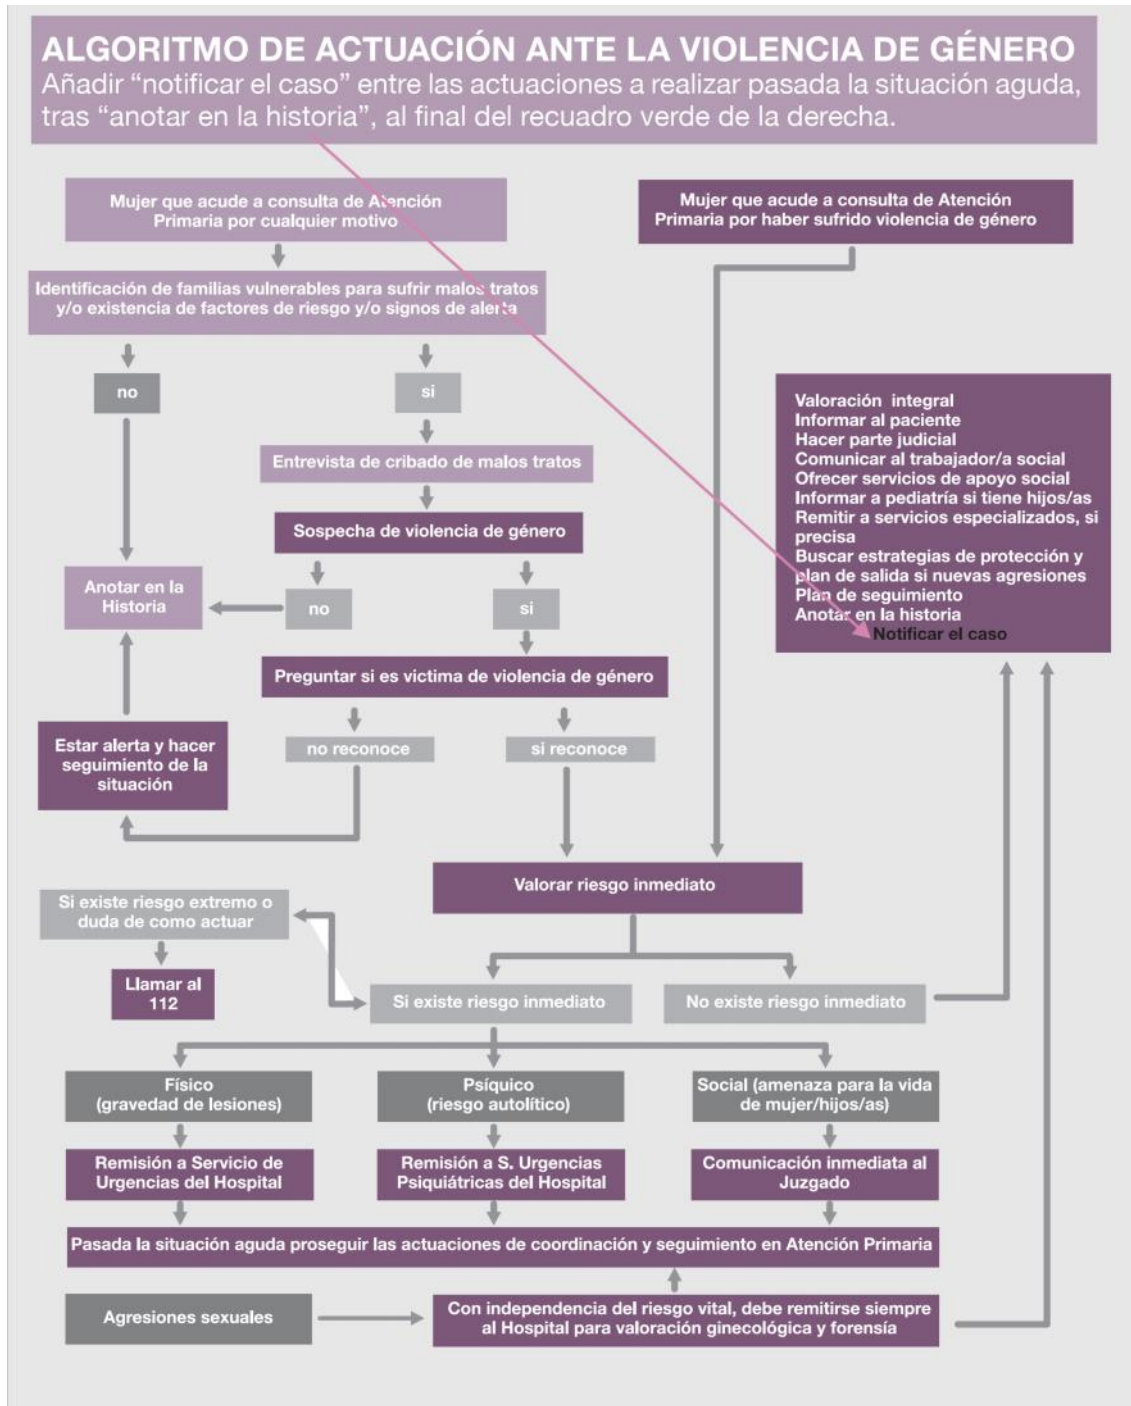 ALGORITMO DE ACTUACIÓN ANTE LA VIOLENCIA DE GÉNERO
Añadir “notificar el caso” entre las actuaciones a realizar pasada la situación aguda,
tras “anotar en la historia”, al final del recuadro verde de la derecha.
Mujer que acude a consulta de Atención
Primaria por cualquier motivo
Mujer que acude a consulta de Atención
Primaria por haber sufrido violencia de género
Identificación de familias vulnerables para sufrir malos tratos
y/o existencia de factores de riesgo y/o signos de alerta
no
si
Valoración integral
Informar al paciente
Hacer parte judicial
Comunicar al trabajador/a social
Ofrecer servicios de apoyo social
Informar a pediatría si tiene hijos/as
Remitir a servicios especializados, si
precisa
Buscar estrategias de protección y
plan de salida si nuevas agresiones
Plan de seguimiento
Anotar en la historia
Notificar el caso
Entrevista de cribado de malos tratos
Sospecha de violencia de género
Anotar en la
Historia
no
si
Preguntar si es victima de violencia de género
Estar alerta y hacer
seguimiento de la
situación
no reconoce
si reconoce
Valorar riesgo inmediato
Si existe riesgo extremo o
duda de como actuar
Llamar al
112
Si existe riesgo inmediato
No existe riesgo inmediato
Físico
(gravedad de lesiones)
Psíquico
(riesgo autolítico)
Social (amenaza para la vida
de mujer/hijos/as)
Remisión a Servicio de
Urgencias del Hospital
Remisión a S. Urgencias
Psiquiátricas del Hospital
Comunicación inmediata al
Juzgado
Pasada la situación aguda proseguir las actuaciones de coordinación y seguimiento en Atención Primaria
Agresiones sexuales
Con independencia del riesgo vital, debe remitirse siempre
al Hospital para valoración ginecológica y forensía